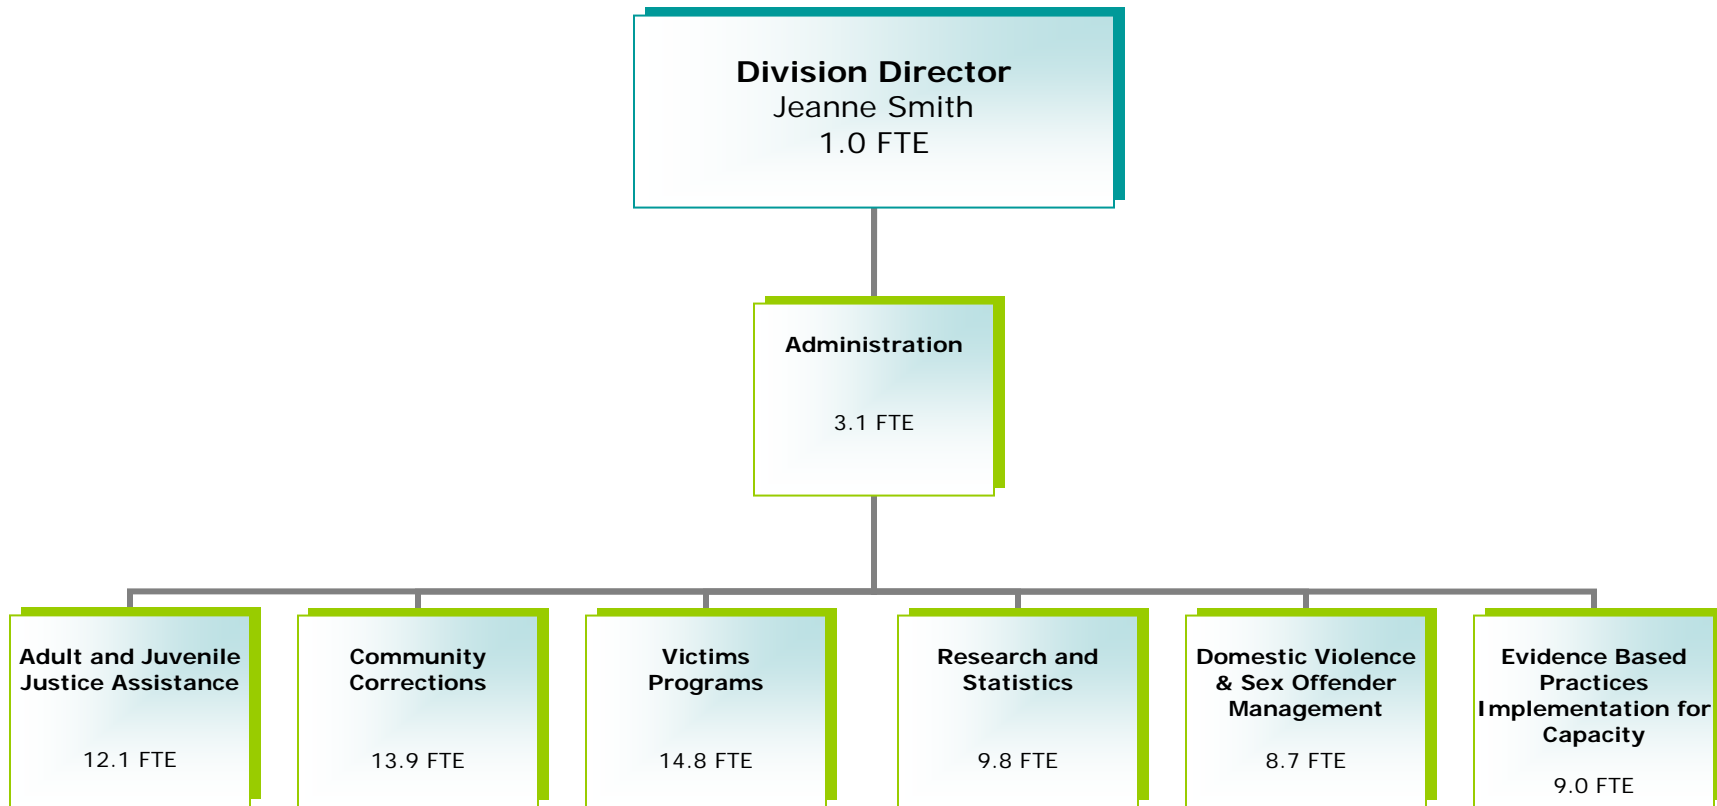 Division Director
Jeanne Smith
1.0 FTE
Administration
3.1 FTE
Adult and Juvenile
Justice Assistance
12.1 FTE
Community
Corrections
13.9 FTE
Victims
Programs
14.8 FTE
Research and
Statistics
9.8 FTE
Domestic Violence
& Sex Offender
Management
8.7 FTE
Evidence Based
Practices
Implementation for
Capacity
9.0 FTE